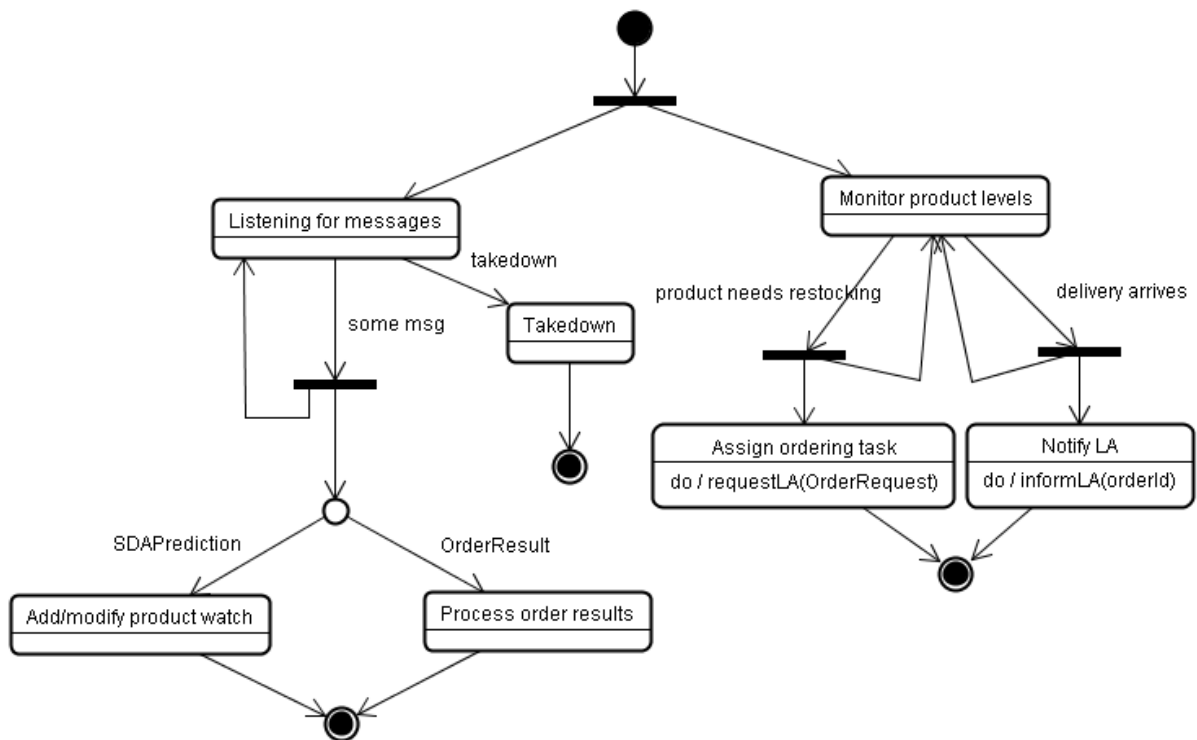 Monitor product levels
Listening for messages
takedown
product needs restocking
delivery arrives
some msg
Takedown
Assign ordering task
do / requestLA(OrderRequest)
Notify LA
do / informLA(orderId)
SDAPrediction
OrderResult
Add/modify product watch
Process order results